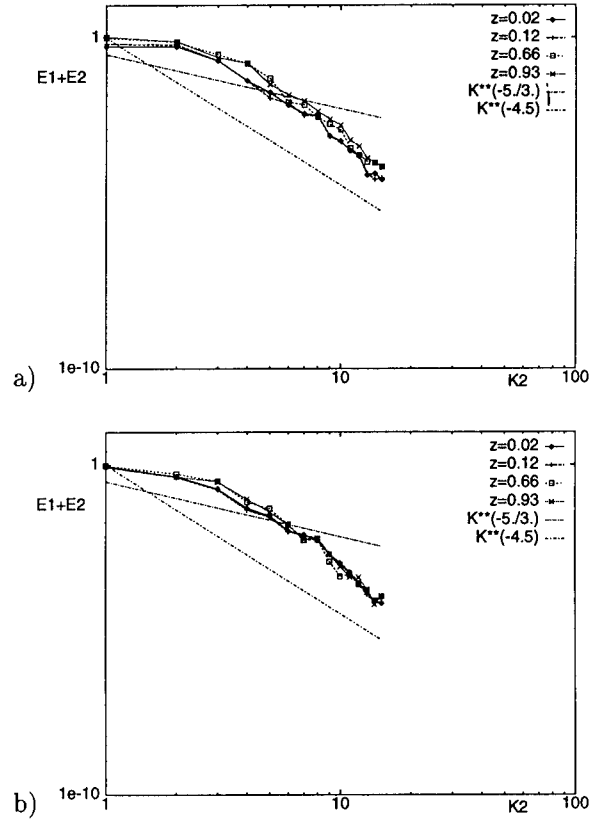 z=0.02
1
z=0.12
z=0.66
E1+E2
z=0.93
K**(-5./3.)
K**(-4.5)
1e-10
a)
1
10
K2
100
z=0.02
1
z=0.12
z=0.66
E1+E2
z=0.93
K**(-5./3.)
K**(-4.5)
1e-10
b)
1
10
K2
100